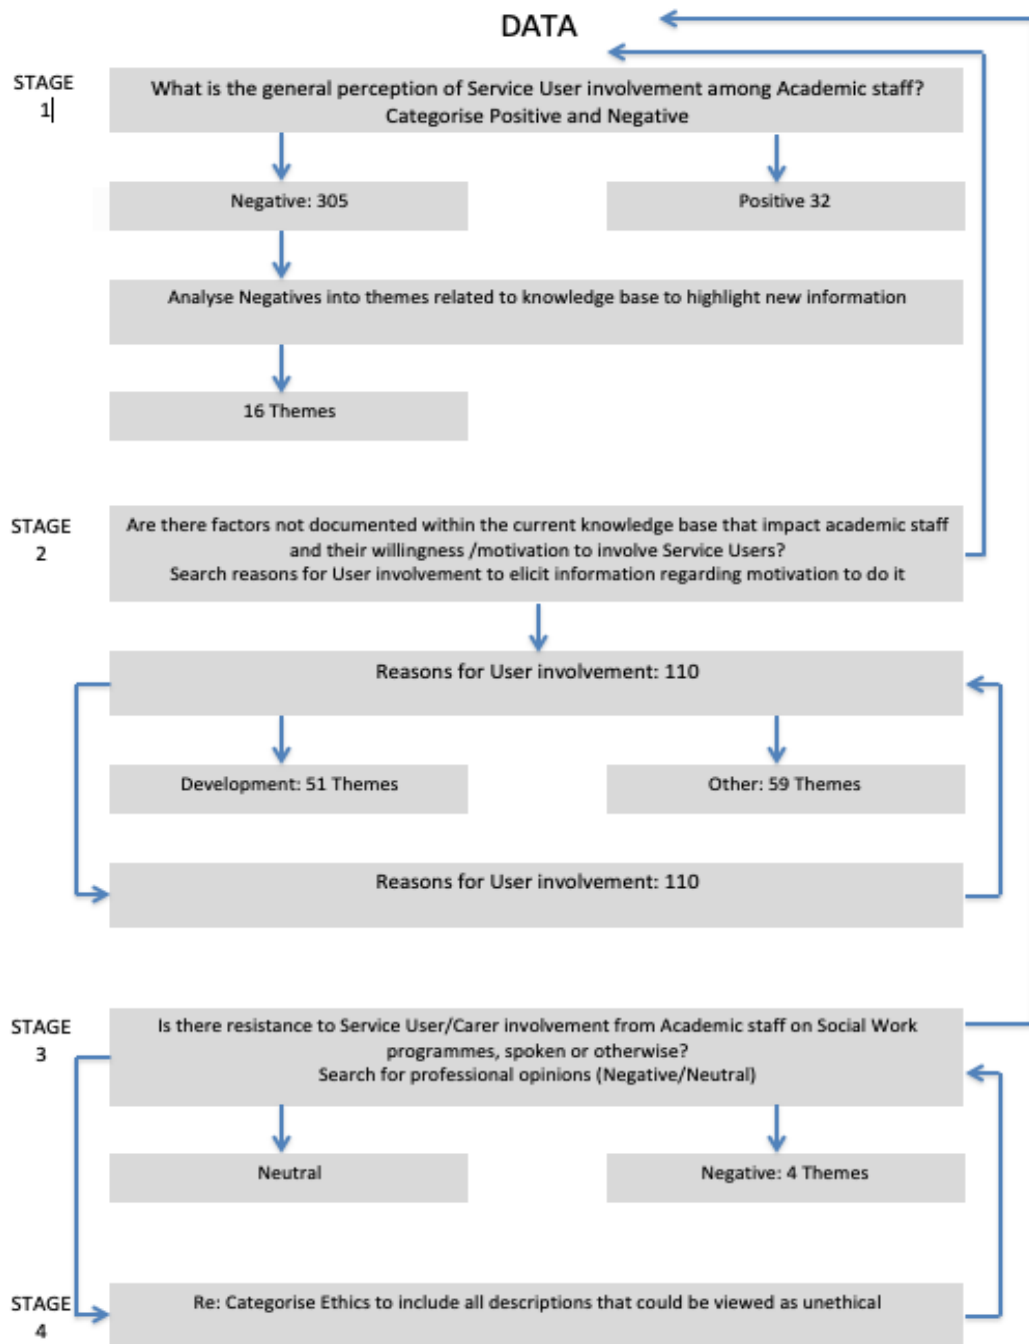 DATA
STAGE
1
What is the general perception of Service User involvement among Academic staff?
Categorise Positive and Negative
Negative: 305
Positive 32
Analyse Negatives into themes related to knowledge base to highlight new information
16 Themes
STAGE
2
Are there factors not documented within the current knowledge base that impact academic staff
and their willingness /motivation to involve Service Users?
Search reasons for User involvement to elicit information regarding motivation to do it
Reasons for User involvement: 110
Development: 51 Themes
Other: 59 Themes
Reasons for User involvement: 110
STAGE
3
Is there resistance to Service User/Carer involvement from Academic staff on Social Work
programmes, spoken or otherwise?
Search for professional opinions (Negative/Neutral)
Neutral
Negative: 4 Themes
STAGE
4
Re: Categorise Ethics to include all descriptions that could be viewed as unethical